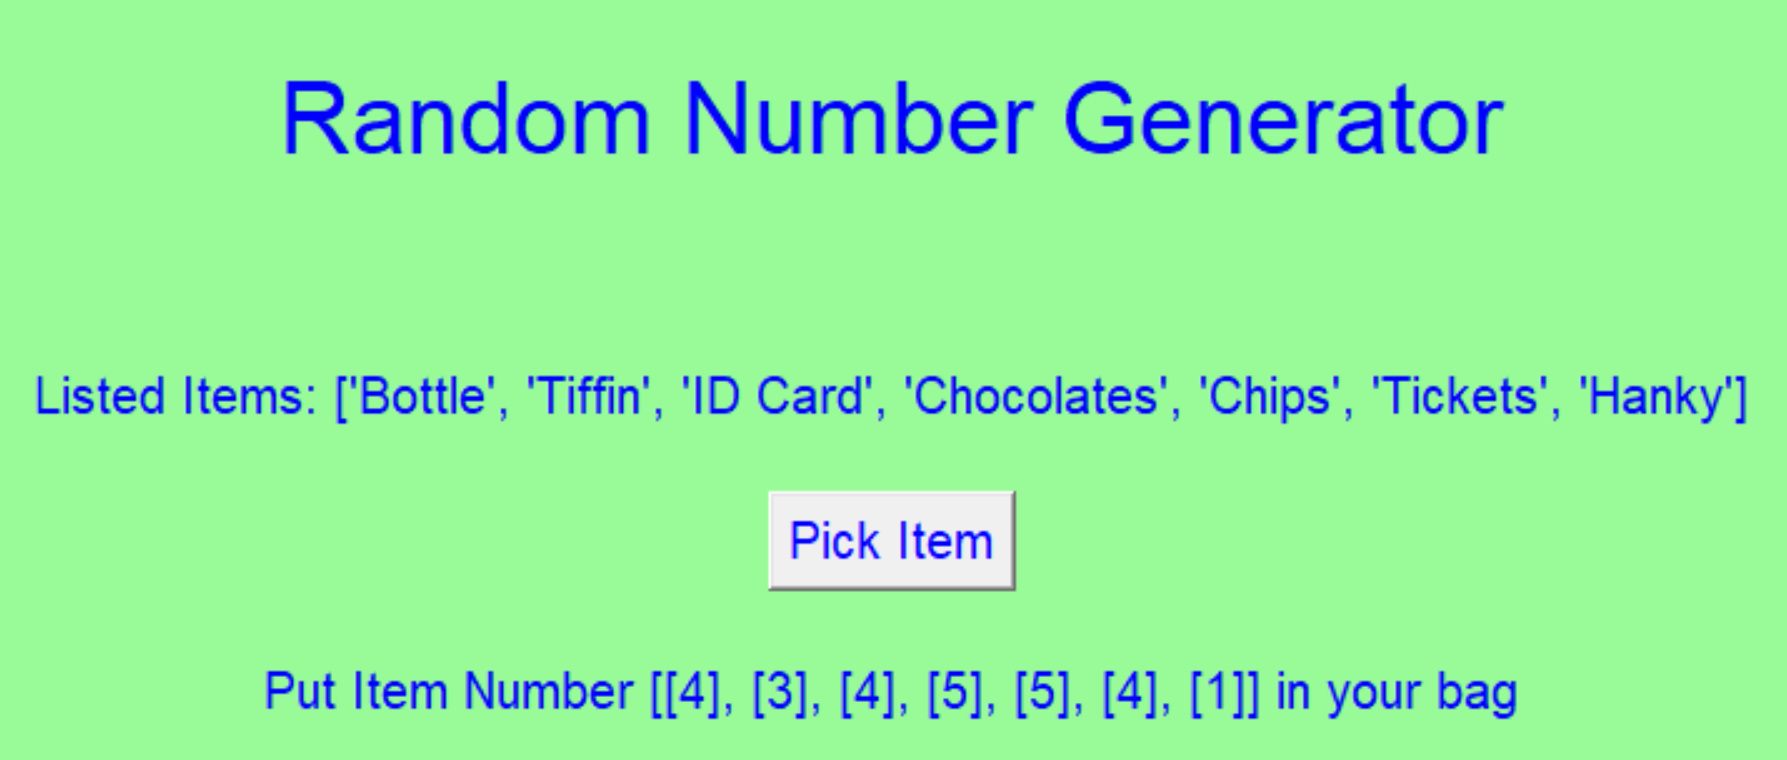 Random Number Generator
Listed Items: ['Bottle', 'Tiffin', 'ID Card', 'Chocolates', 'Chips', 'Tickets', 'Hanky']
Pick Item
Put Item Number [[4], [3], [4], [5], [5], [4], [1]] in your bag